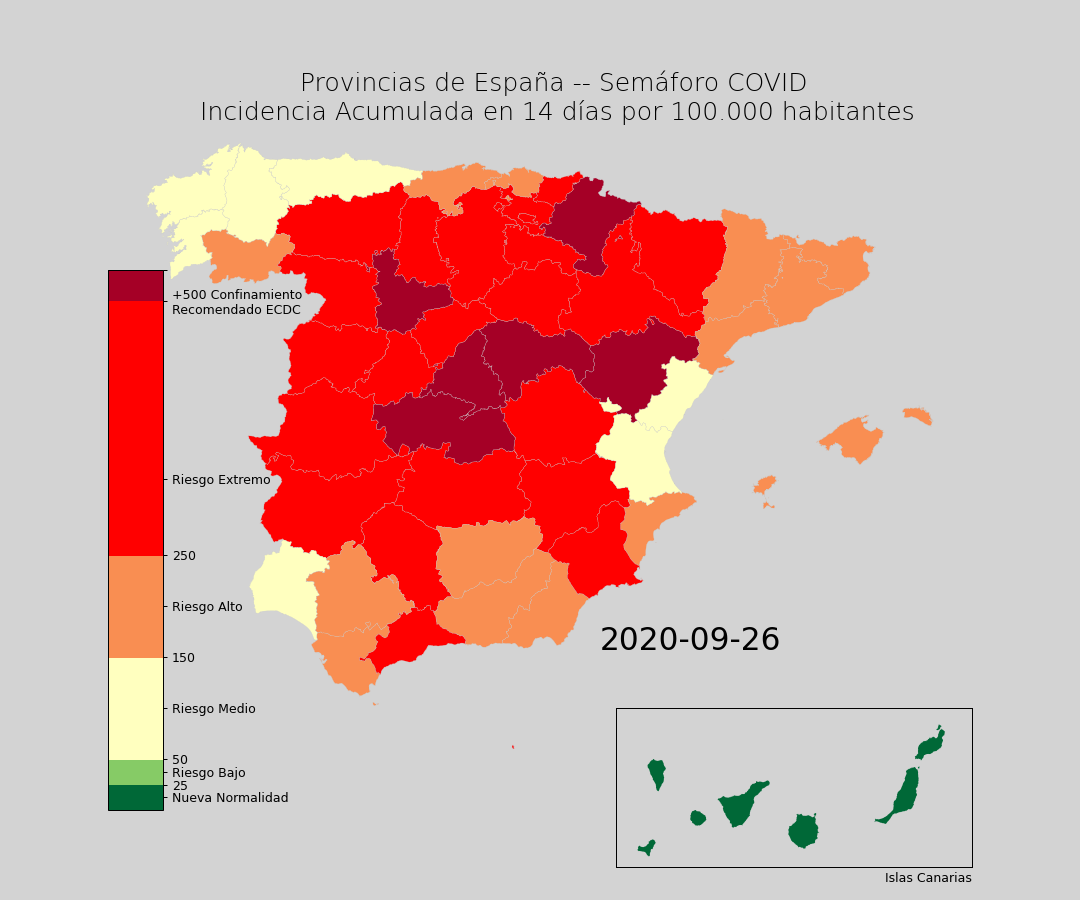 Provincias de España -- Semáforo COVID
Incidencia Acumulada en 14 días por 100.000 habitantes
+500 Confinamiento
Recomendado ECDC
Riesgo Extremo
250
Riesgo Alto
150
Riesgo Medio
50
Riesgo Bajo
25
Nueva Normalidad
2020-09-26
Islas Canarias